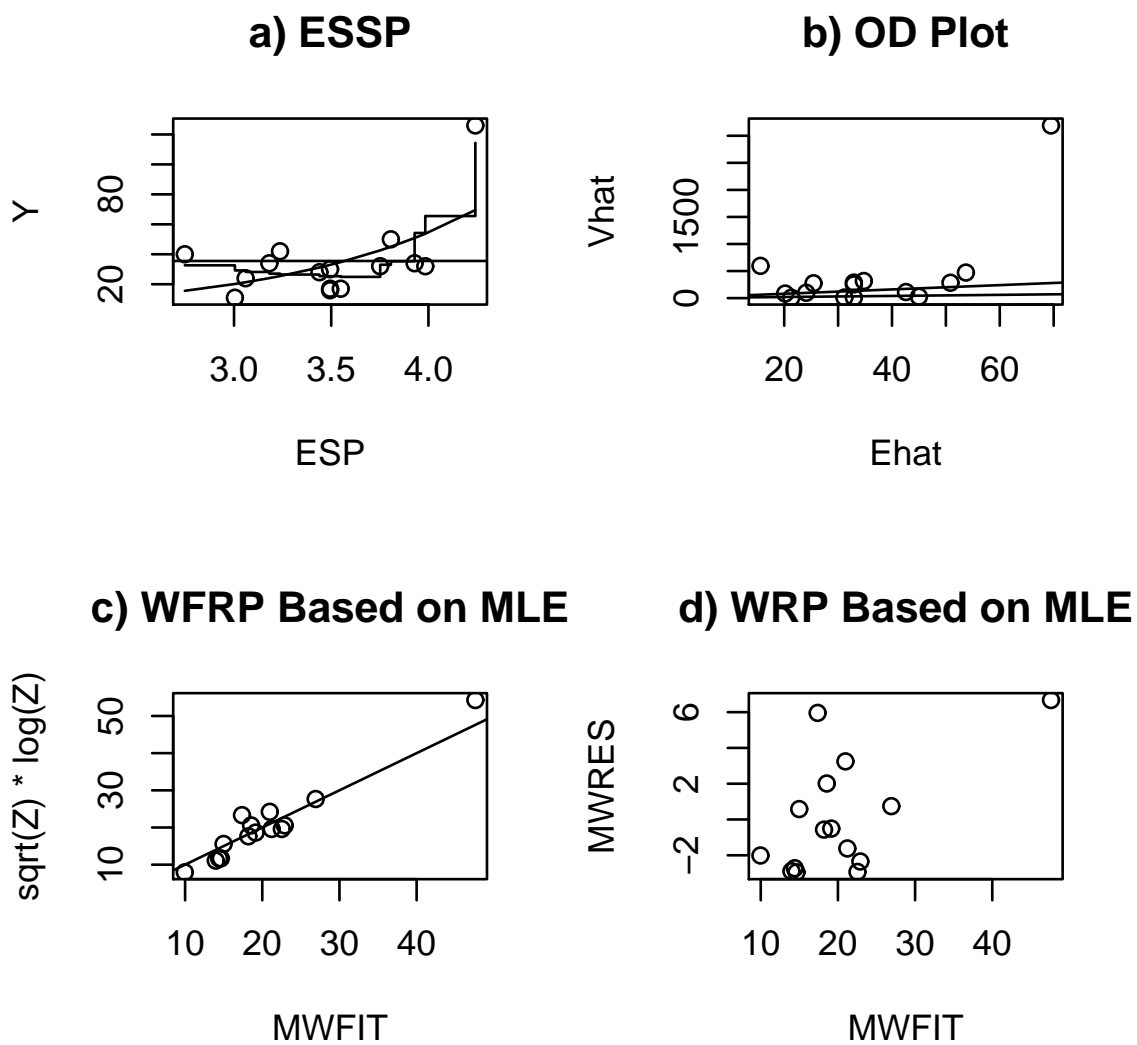 a) ESSP
Y
20
80
3.0 3.5 4.0
ESP
b) OD Plot
Vhat
0
1500
20 40 60
Ehat
c) WFRP Based on MLE
sqrt(Z) * log(Z)
10
30
50
10 20 30 40
MWFIT
d) WRP Based on MLE
MWRES
−2
2
6
10 20 30 40
MWFIT